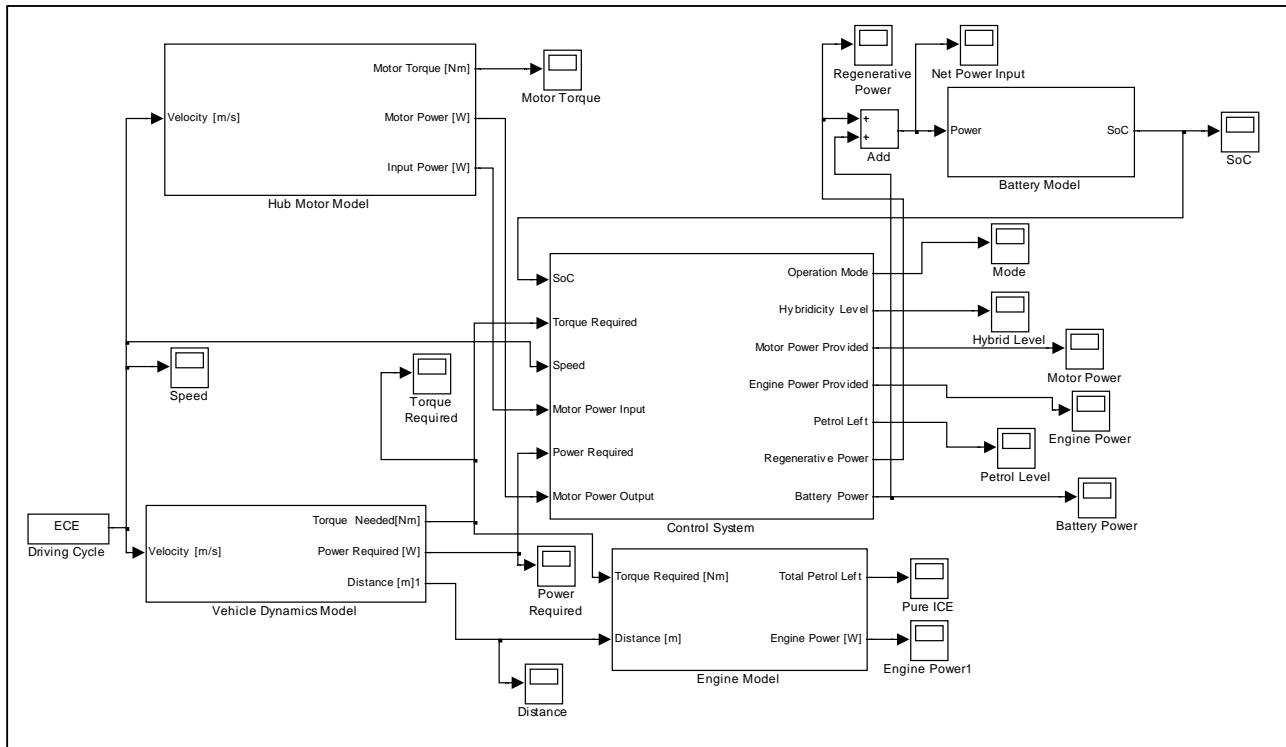 Motor Torque [Nm]
Motor Torque
Velocity [m/s]
Motor Power [W]
Input Power [W]
Hub Motor Model
Regenerative
Power
Net Power Input
+
+
Add
Power
SoC
Battery Model
SoC
SoC
Torque Required
Speed
Motor Power Input
Power Required
Motor Power Output
Operation Mode
Hybridicity Level
Motor Power Provided
Engine Power Provided
Petrol Left
Regenerative Power
Battery Power
Control System
Mode
Hybrid Level
Motor Power
Engine Power
Petrol Level
Battery Power
Speed
Torque
Required
ECE
Driving Cycle
Velocity [m/s]
Torque Needed[Nm]
Power Required [W]
Distance [m]1
Vehicle Dynamics Model
Power
Required
Distance
Torque Required [Nm]
Distance [m]
Total Petrol Left
Engine Power [W]
Engine Model
Pure ICE
Engine Power1